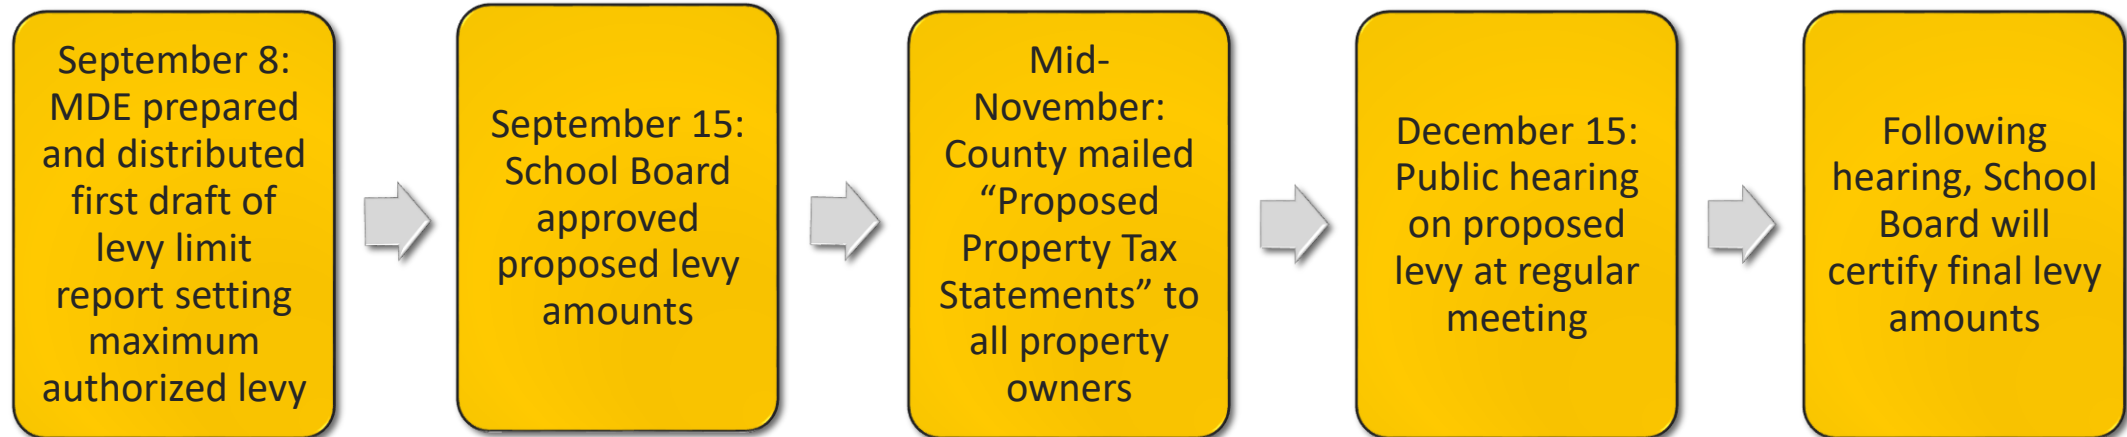 September 8:
MDE prepared
and distributed
first draft of
levy limit
report setting
maximum
authorized levy
September 15:
School Board
approved
proposed levy
amounts
Mid-
November:
County mailed
“Proposed
Property Tax
Statements” to
all property
owners
December 15:
Public hearing
on proposed
levy at regular
meeting
Following
hearing, School
Board will
certify final levy
amounts